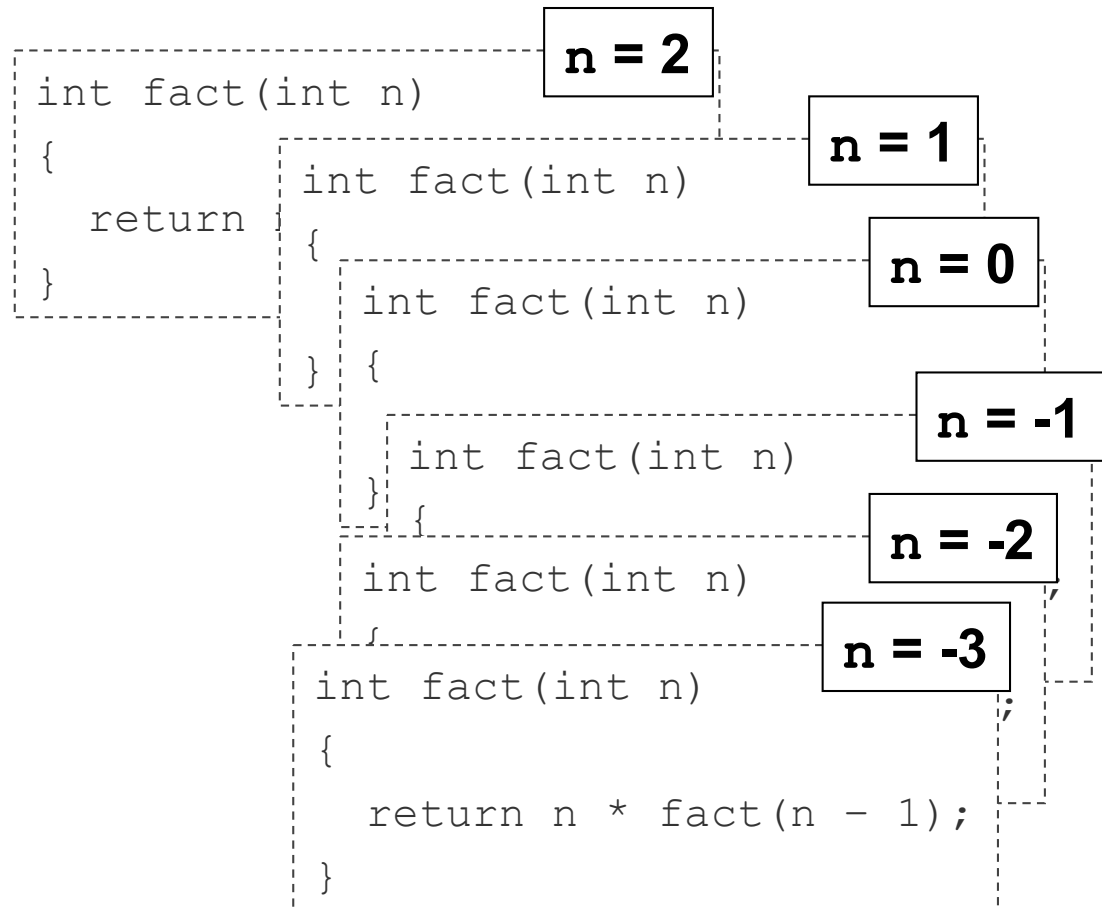 n = 2
int fact(int n)
{
return
}
n = 1
int fact(int n)
{
}
n = 0
int fact(int n)
{
}
n = -1
int fact(int n)
{
n = -2
int fact(int n)
{
;
n = -3
int fact(int n)
;
{
return n * fact(n – 1);
}